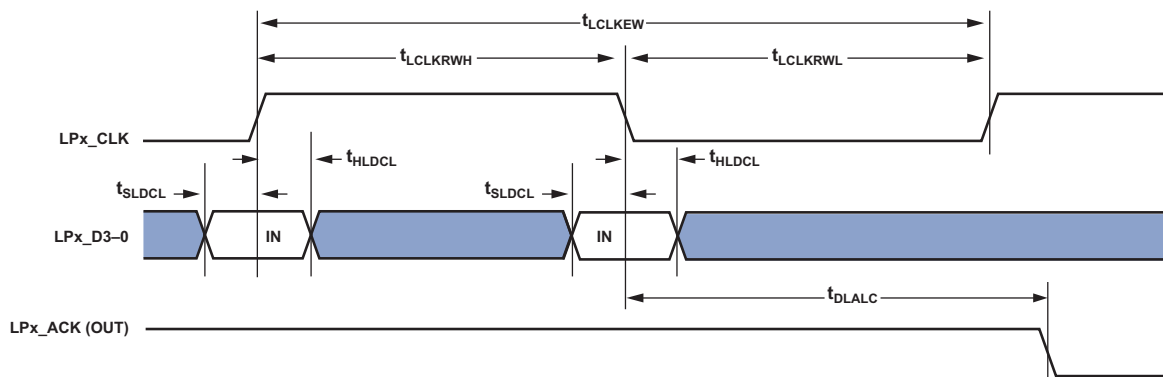 tLCLKEW
tLCLKRWH
tLCLKRWL
LPx_CLK
tHLDCL
tHLDCL
tSLDCL
tSLDCL
LPx_D3–0
IN
IN
tDLALC
LPx_ACK (OUT)